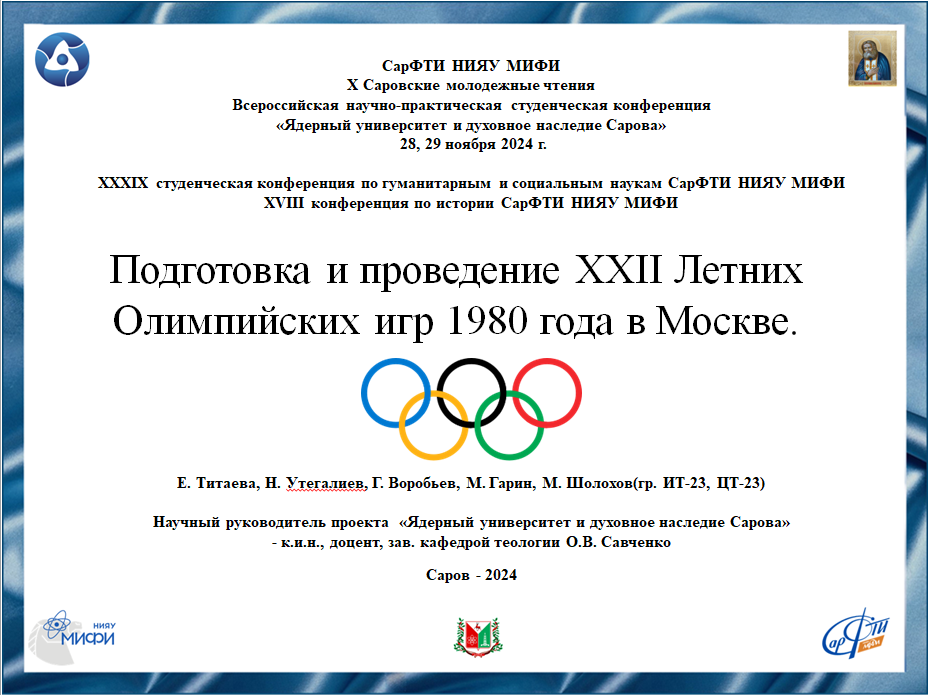 СарФТИ НИЯУ МИФИ
X Саровские молодежные чтения
Всероссийская научно-практическая студенческая конференция
«Ядерный университет и духовное наследие Сарова»
28, 29 ноября 2024 г.
XXXIX студенческая конференция по гуманитарным и социальным наукам СарФТИ НИЯУ МИФИ
XVIII конференция по истории СарФТИ НИЯУ МИФИ
Подготовка и проведение XXII Летних
Олимпийских игр 1980 года в Москве.
Е. Титаева, Н. Утегалиев, Г. Воробьев, М. Гарин, М. Шолохов(гр. ИТ-23, ЦТ-23)
Научный руководитель проекта «Ядерный университет и духовное наследие Сарова»
- к.и.н., доцент, зав. кафедрой теологии О.В. Савченко
Саров - 2024
НИЯУ
МИФИ
СарФТИ
МИФИ